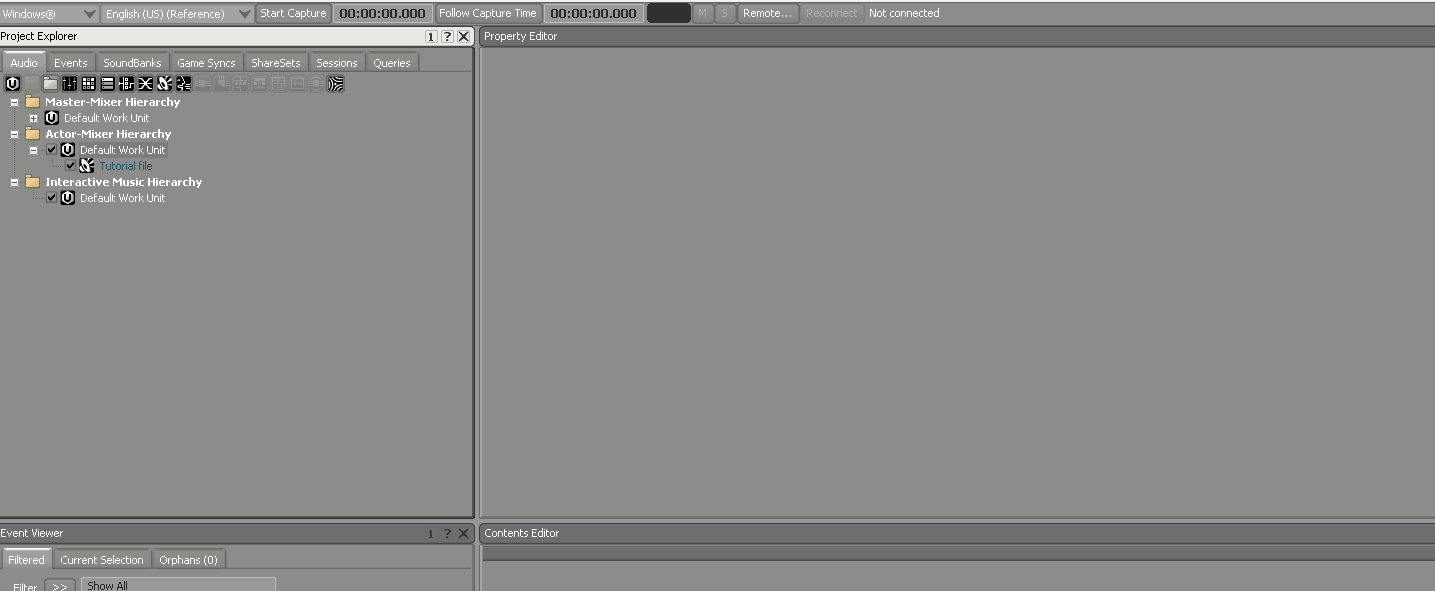 Windows® English (US) (Reference) Start Capture 00:00:00.000 Follow Capture Time 00:00:00.000 M S Remote... Reconnect Not connected
Project Explorer 1 ? X
Property Editor
Audio Events SoundBanks Game Syncs ShareSets Sessions Queries
Master-Mixer Hierarchy
Default Work Unit
Actor-Mixer Hierarchy
Default Work Unit
Tutorial file
Interactive Music Hierarchy
Default Work Unit
Event Viewer 1 ? X
Contents Editor
Filtered Current Selection Orphans (0)
Filter >> Show All